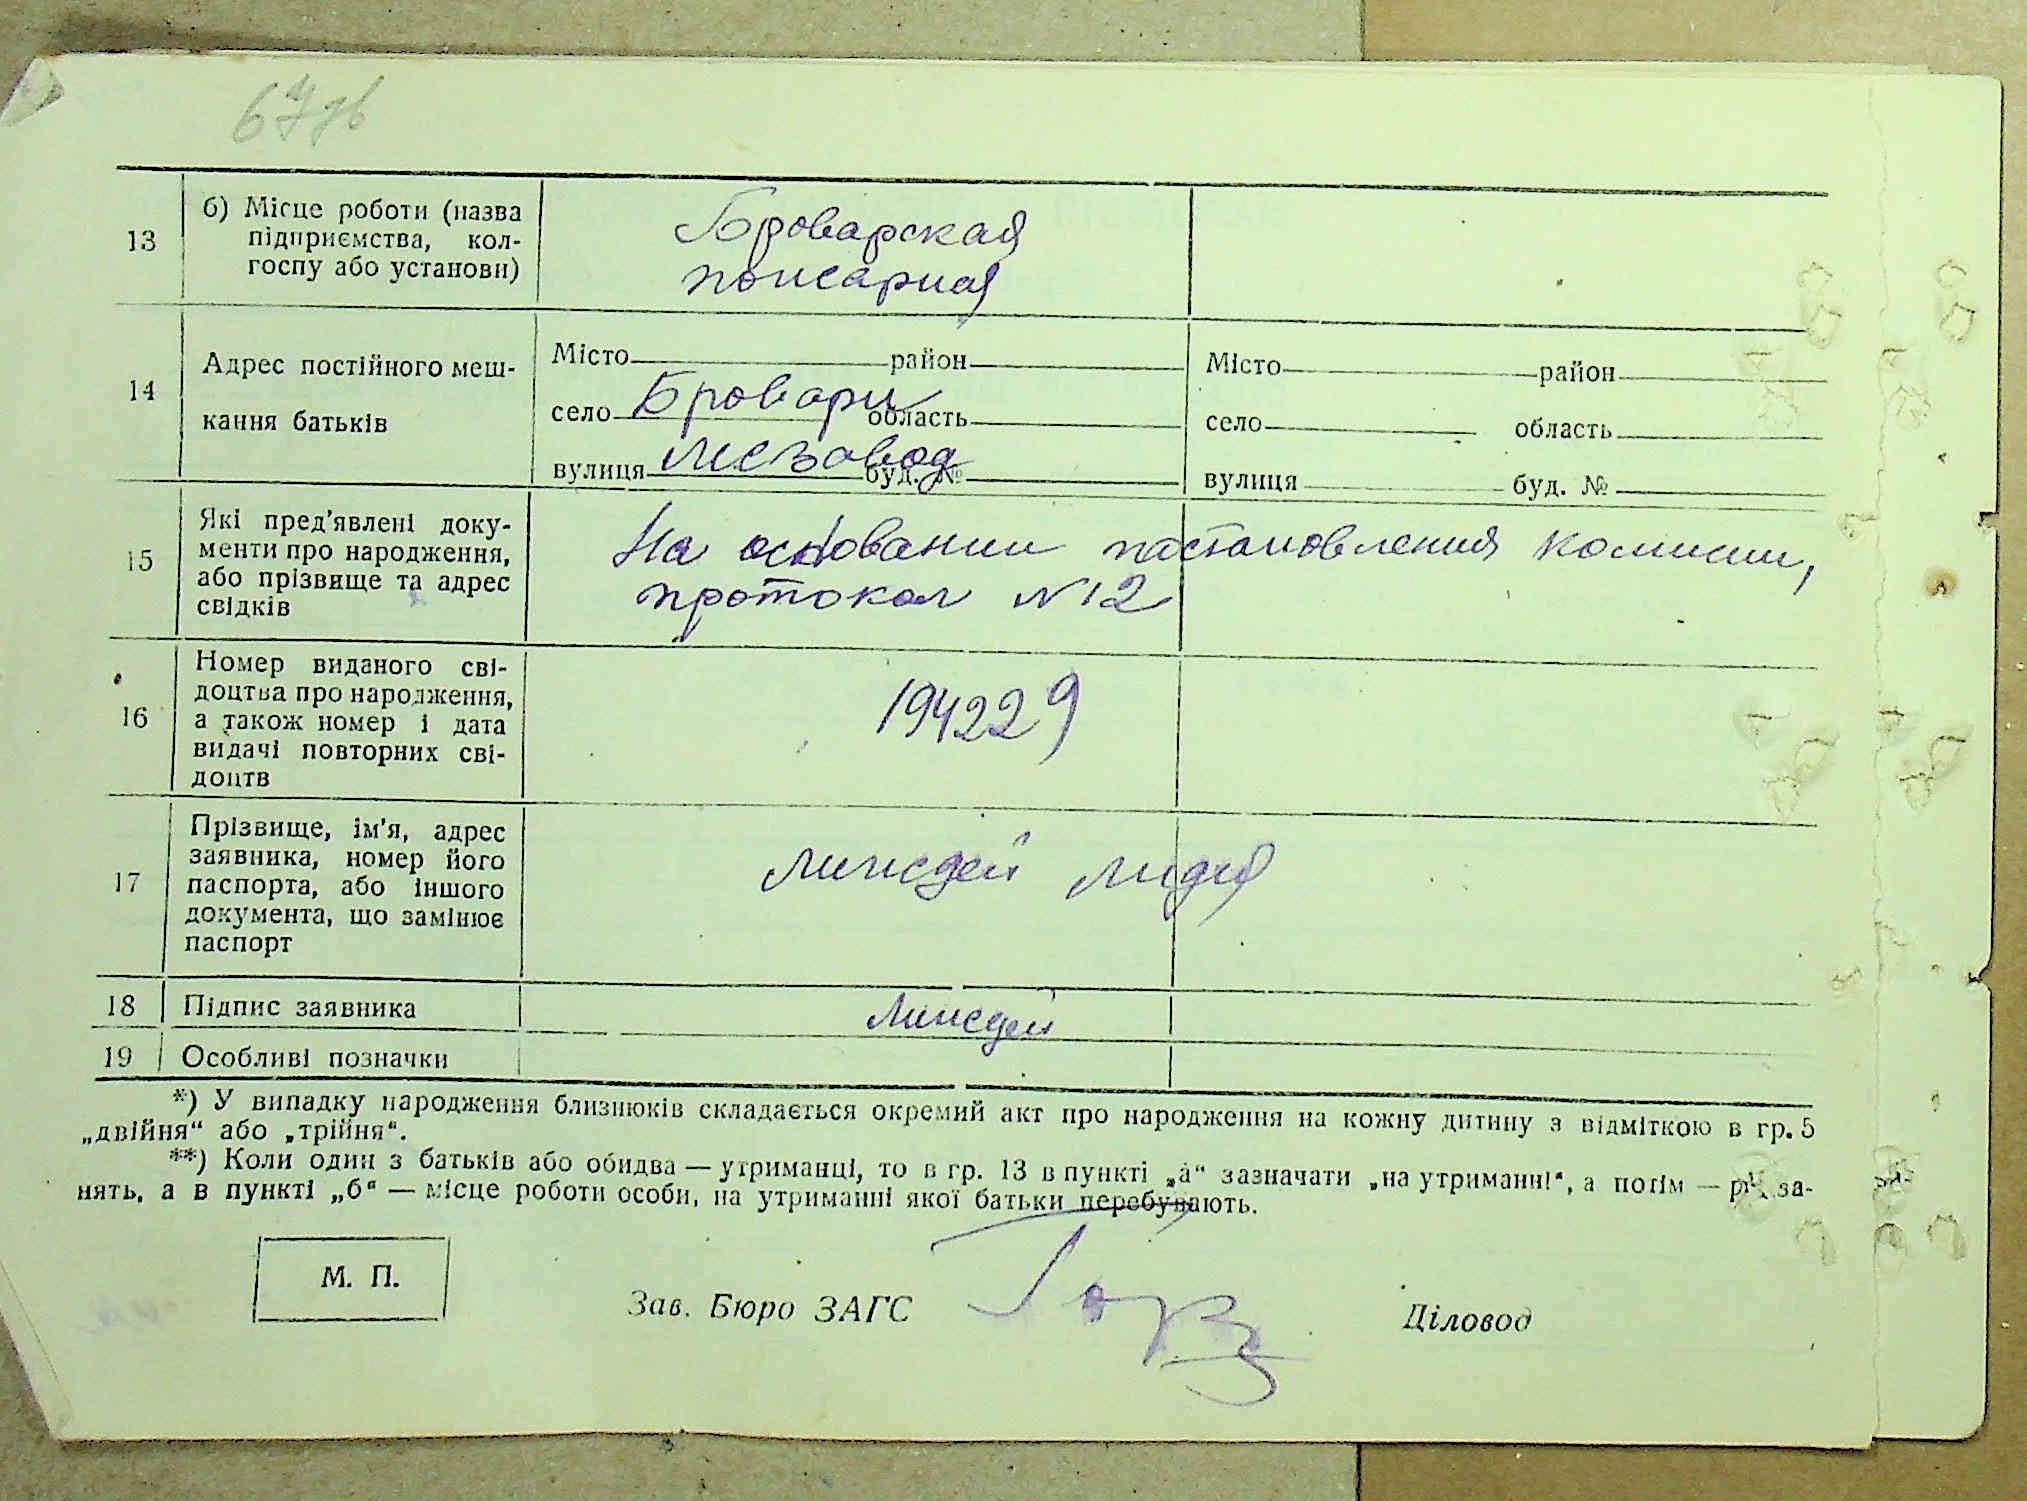 67зв
13
б) Місце роботи (назва
підприємства, кол-
госпу або установи)
Броварская
пожарная
14
Адрес постійного меш-
кання батьків
Місто район
село Бровари область
вулиця буд. №
Місто район
село область
вулиця буд. №
15
Які пред'явлені доку-
менти про народження,
або прізвище та адрес
свідків
На основании постановления комисии,
протокол №12
16
Номер виданого сві-
доцтва про народження,
а також номер і дата
видачі повторних сві-
доцтв
194229
17
Прізвище, ім'я, адрес
заявника, номер його
паспорта, або іншого
документа, що замінює
паспорт
18
Підпис заявника
19
Особливі позначки
*) У випадку народження близнюків складається окремий акт про народження на кожну дитину з відміткою в гр. 5
„двійня“ або „трійня“.
**) Коли один з батьків або обидва — утриманці, то в гр. 13 в пункті „а“ зазначати „на утриманні“, а потім — рід за-
нять, а в пункті „б“ — місце роботи особи, на утриманні якої батьки перебувають.
М. П.
Зав. Бюро ЗАГС
Діловод